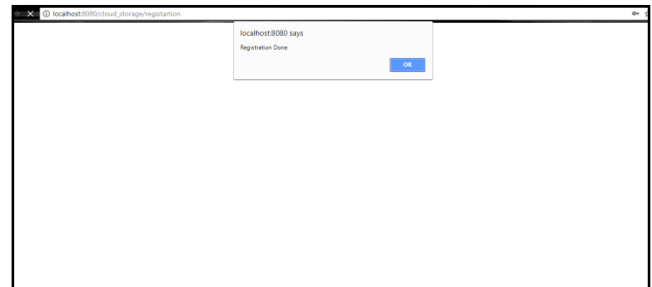 localhost:8080/cloud_storage/registartion
localhost:8080 says
Registration Done
OK